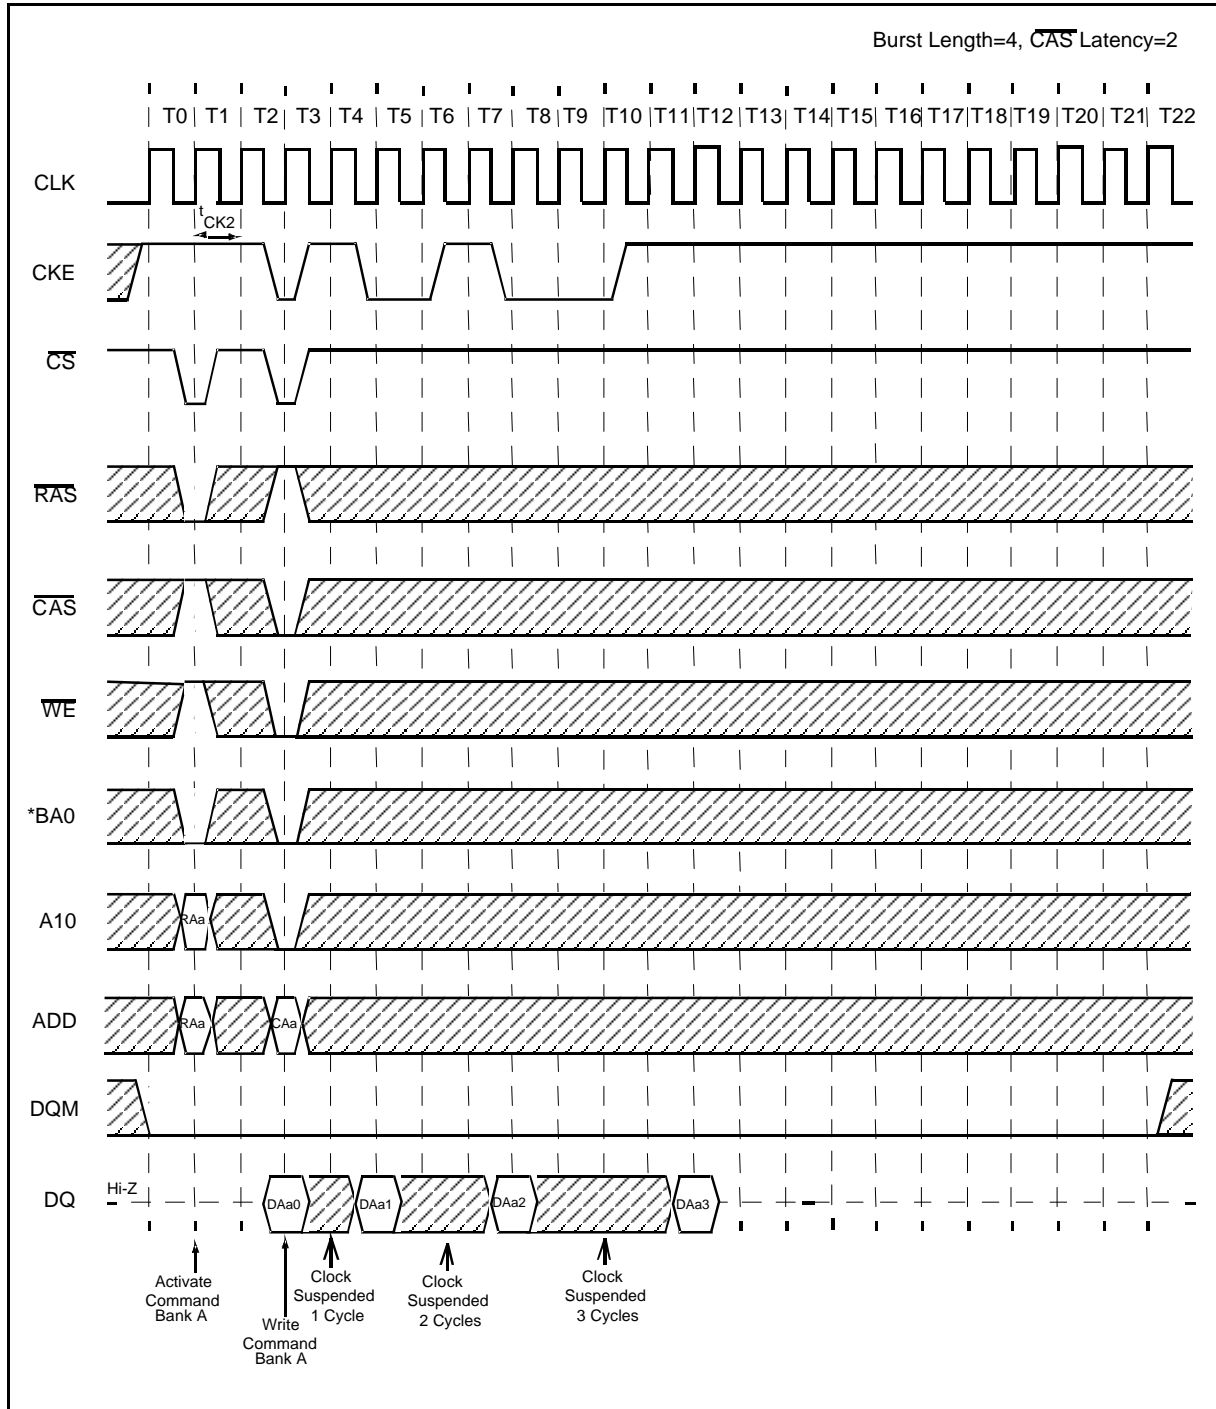 Burst Length=4, CAS Latency=2
T0 T1 T2 T3 T4 T5 T6 T7 T8 T9 T10 T11 T12 T13 T14 T15 T16 T17 T18 T19 T20 T21 T22
CLK
tCK2
CKE
CS
RAS
CAS
WE
*BA0
A10
RAa
ADD
RAa CAa
DQM
DQ
Hi-Z
DAa0 DAa1 DAa2 DAa3
Activate
Command
Bank A
Write
Command
Bank A
Clock
Suspended
1 Cycle
Clock
Suspended
2 Cycles
Clock
Suspended
3 Cycles